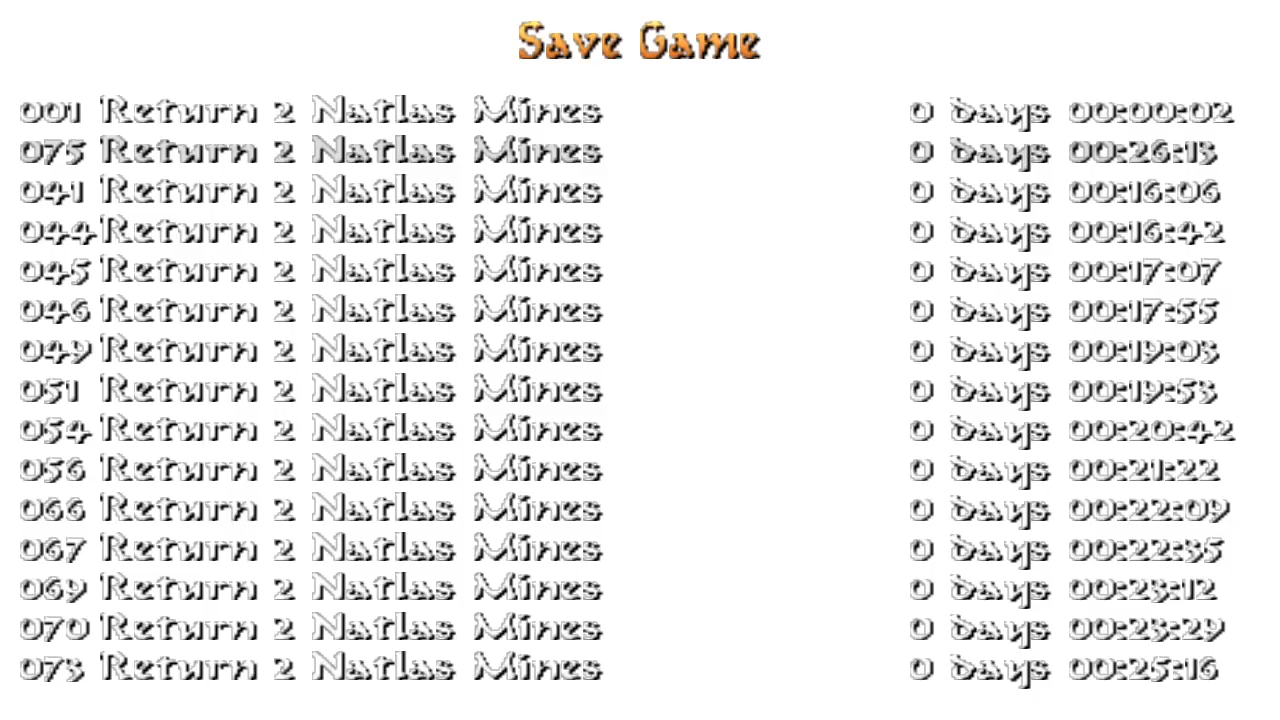 Save Game
001 Return 2 Natlas Mines 0 days 00:00:02
075 Return 2 Natlas Mines 0 days 00:26:13
041 Return 2 Natlas Mines 0 days 00:16:06
044 Return 2 Natlas Mines 0 days 00:16:42
045 Return 2 Natlas Mines 0 days 00:17:07
046 Return 2 Natlas Mines 0 days 00:17:55
049 Return 2 Natlas Mines 0 days 00:19:03
051 Return 2 Natlas Mines 0 days 00:19:53
054 Return 2 Natlas Mines 0 days 00:20:42
056 Return 2 Natlas Mines 0 days 00:21:22
066 Return 2 Natlas Mines 0 days 00:22:09
067 Return 2 Natlas Mines 0 days 00:22:35
069 Return 2 Natlas Mines 0 days 00:23:12
070 Return 2 Natlas Mines 0 days 00:23:29
073 Return 2 Natlas Mines 0 days 00:25:16